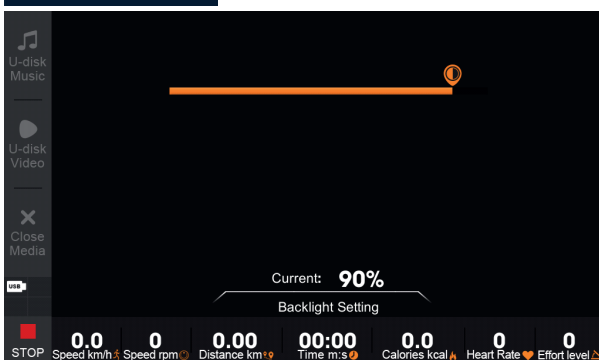 U-disk
Music
U-disk
Video
Close
Media
USB
Current: 90%
Backlight Setting
STOP
0.0 0 0.00 00:00 0.0 0 0
Speed km/h Speed rpm Distance km Time m:s Calories kcal Heart Rate Effort level